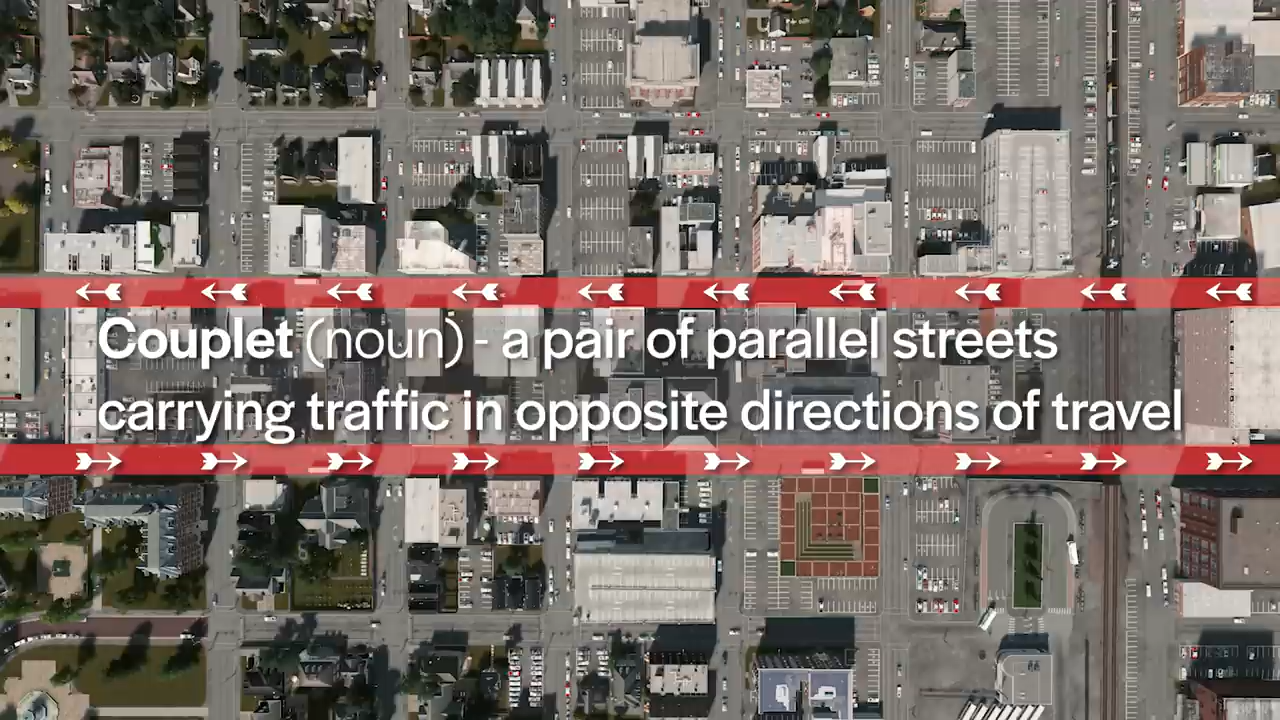 Couplet (noun) - a pair of parallel streets
carrying traffic in opposite directions of travel